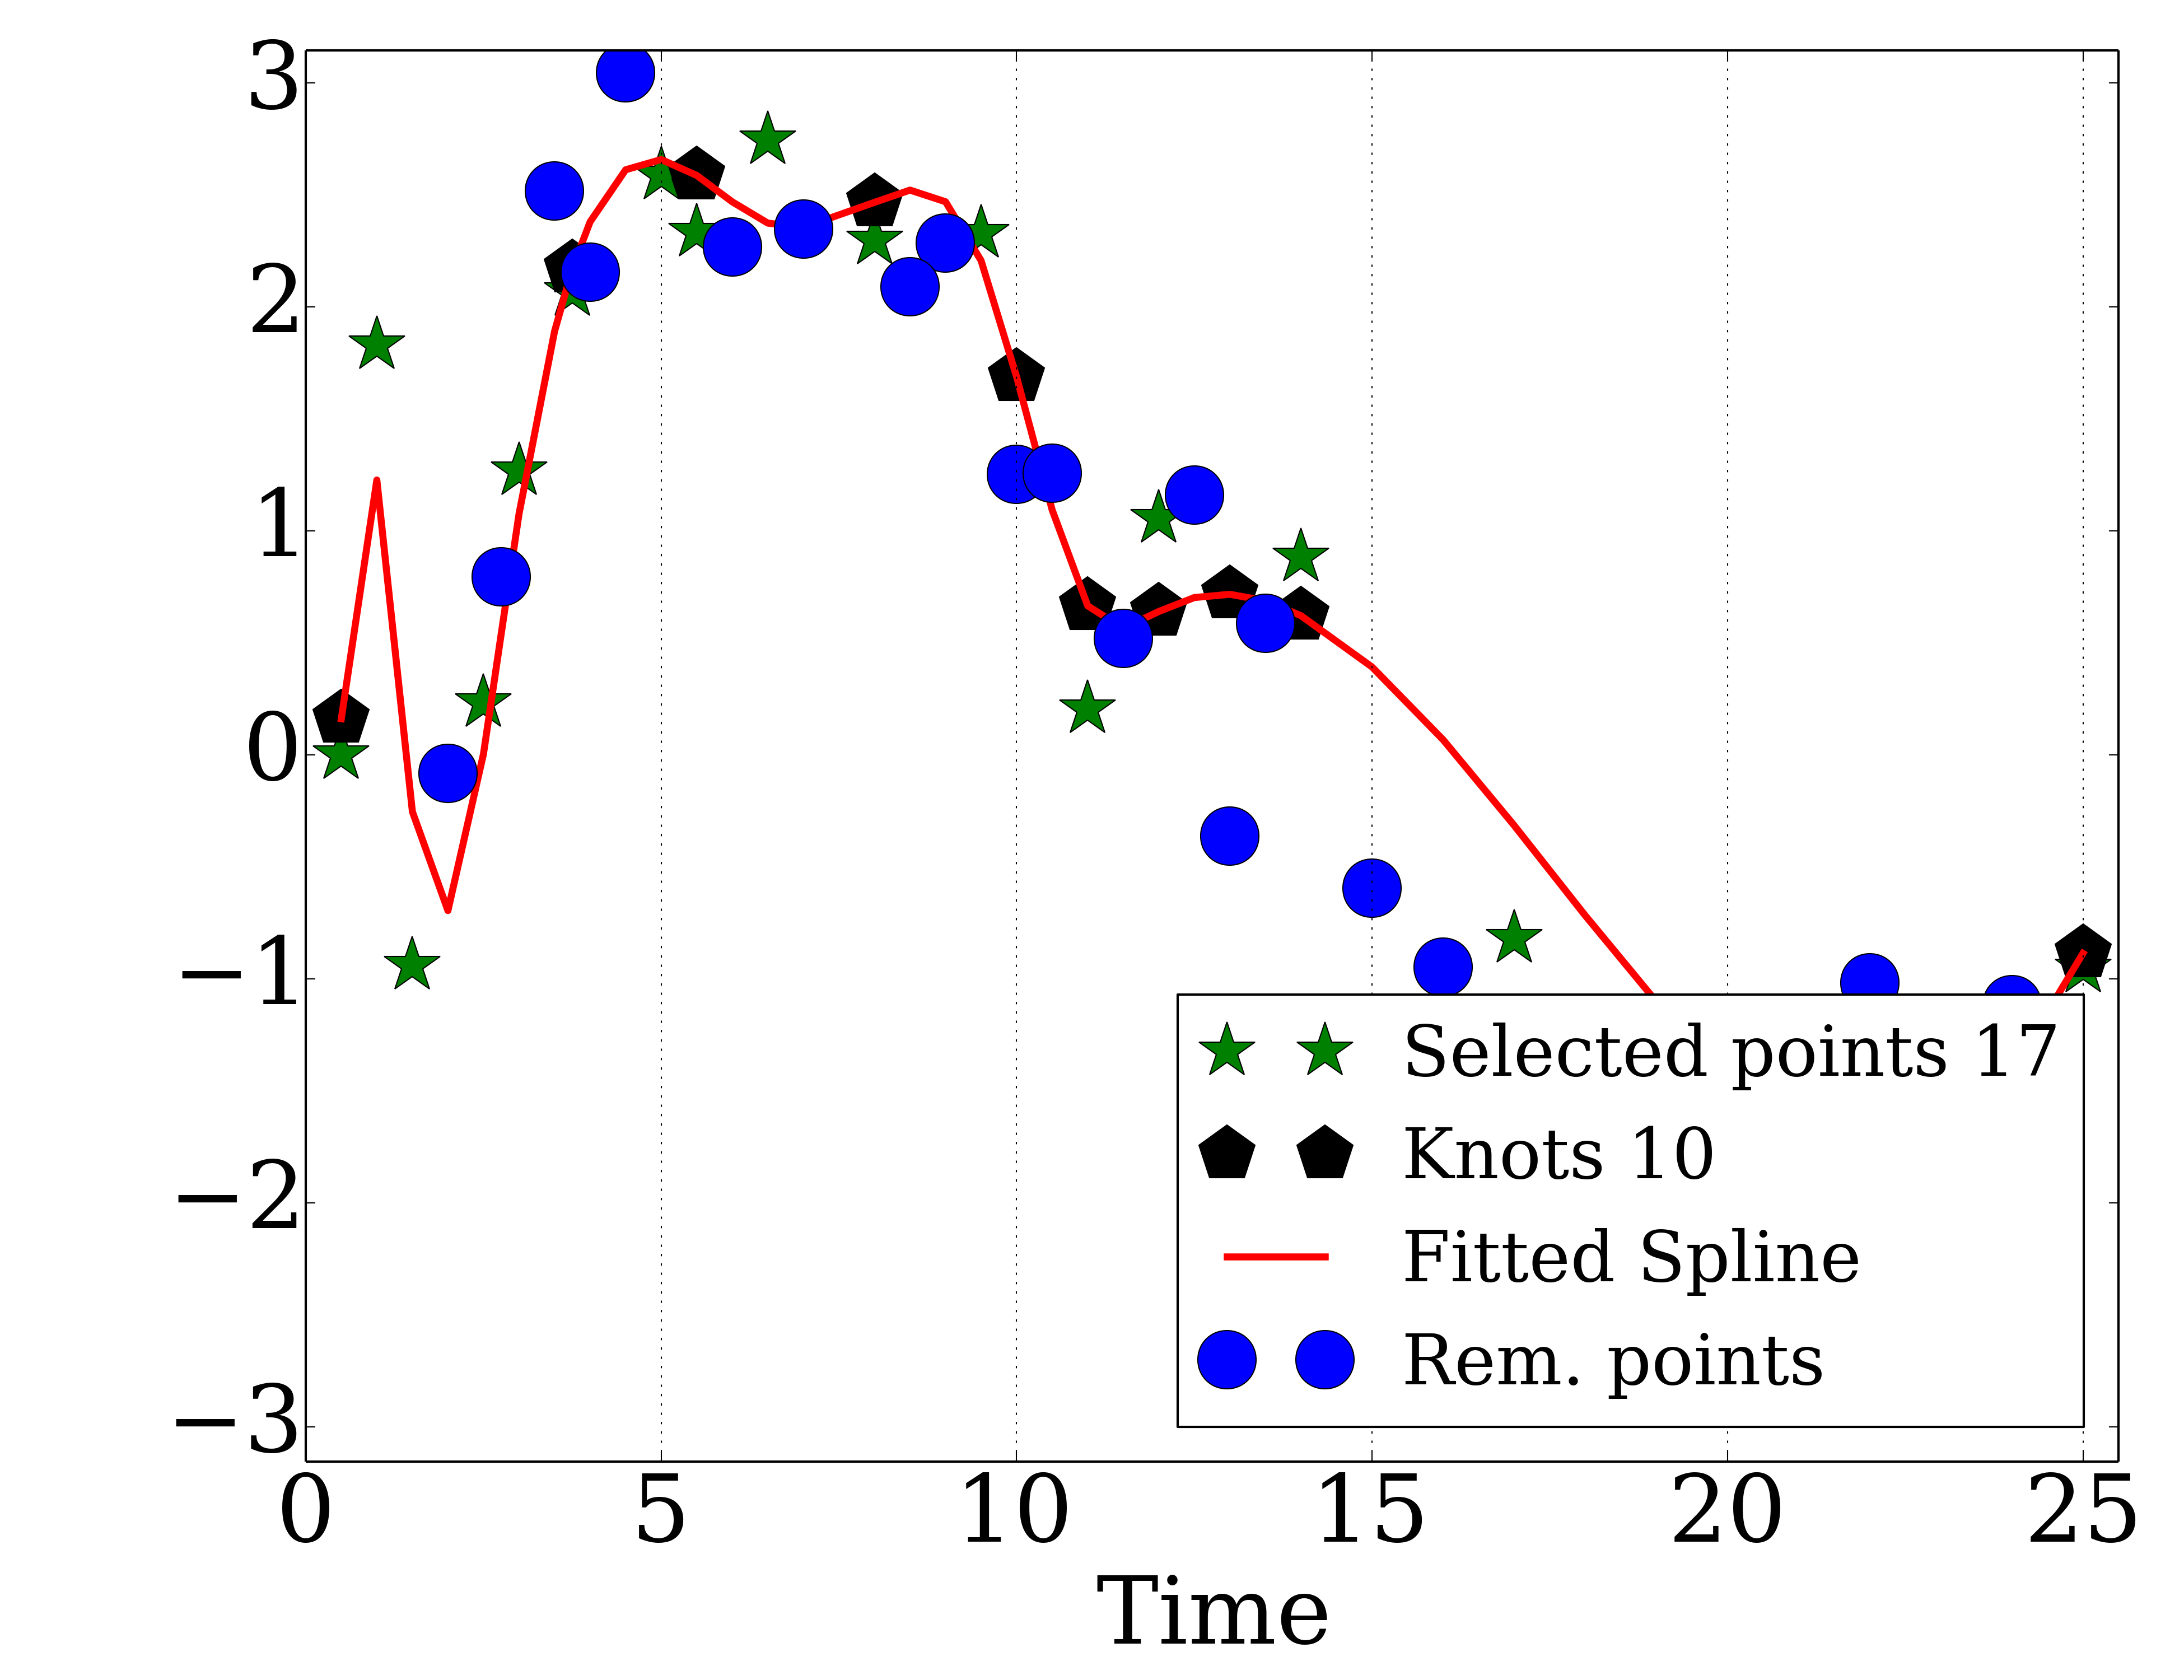 3
2
1
0
−1
−2
−3
Selected points 17
Knots 10
Fitted Spline
Rem. points
0 5 10 15 20 25
Time